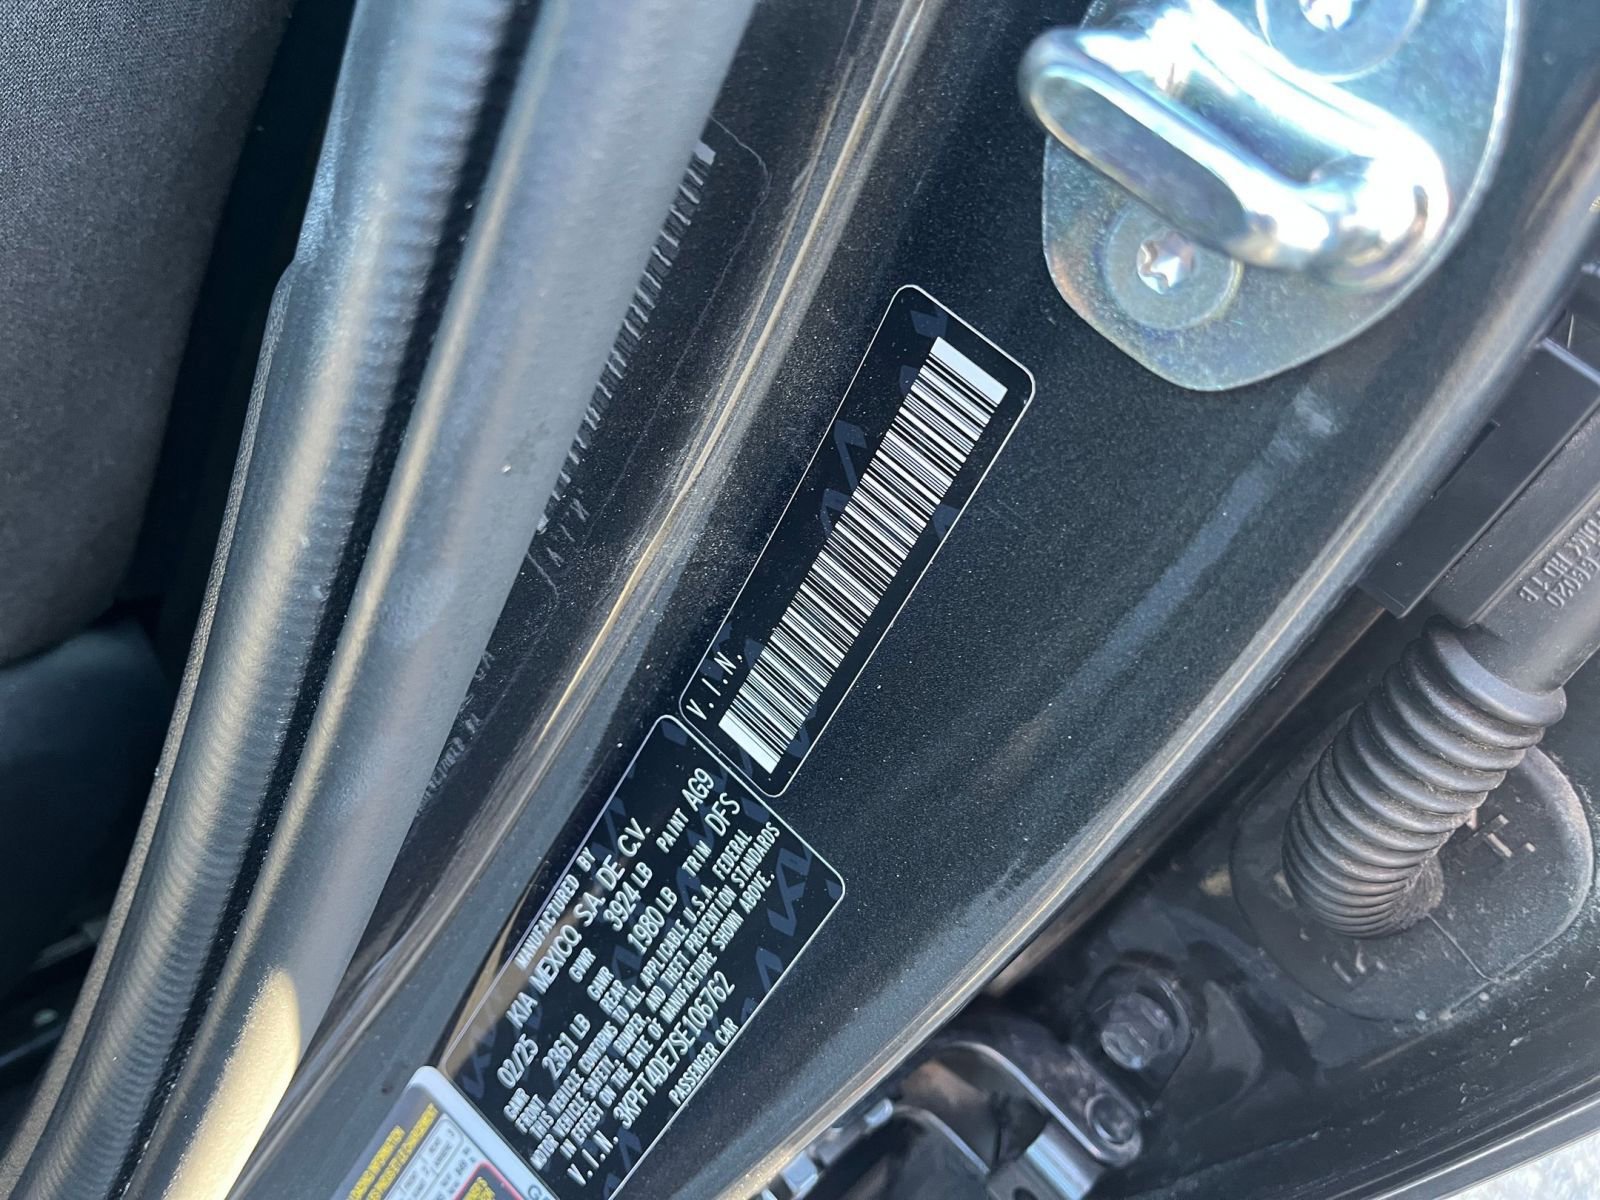 V.I.N.
MANUFACTURED BY
02/25 KIA MEXICO S.A. DE C.V.
GVWR 3924 LB PAINT AG9
GAWR FRONT 2361 LB GAWR REAR 1980 LB TRIM DFS
THIS VEHICLE CONFORMS TO ALL APPLICABLE U.S.A. FEDERAL
MOTOR VEHICLE SAFETY, BUMPER, AND THEFT PREVENTION STANDARDS
IN EFFECT ON THE DATE OF MANUFACTURE SHOWN ABOVE.
V.I.N. 3KPFT4DE7SE106762
PASSENGER CAR